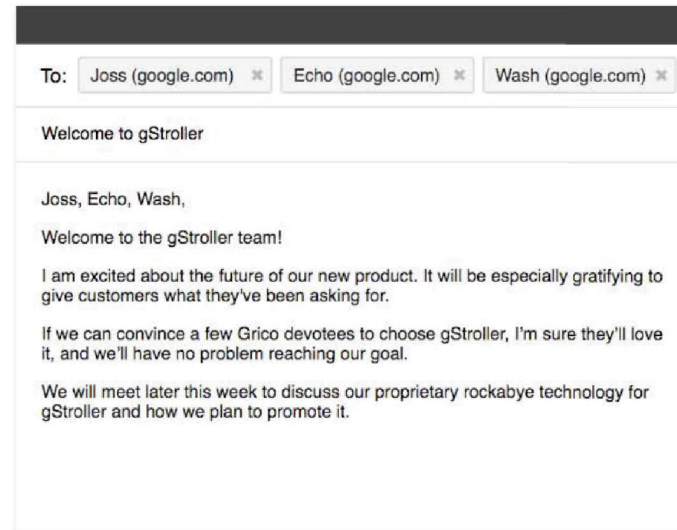 To: Joss (google.com) × Echo (google.com) × Wash (google.com) ×
Welcome to gStroller
Joss, Echo, Wash,
Welcome to the gStroller team!
I am excited about the future of our new product. It will be especially gratifying to
give customers what they've been asking for.
If we can convince a few Grico devotees to choose gStroller, I'm sure they'll love
it, and we'll have no problem reaching our goal.
We will meet later this week to discuss our proprietary rockabye technology for
gStroller and how we plan to promote it.